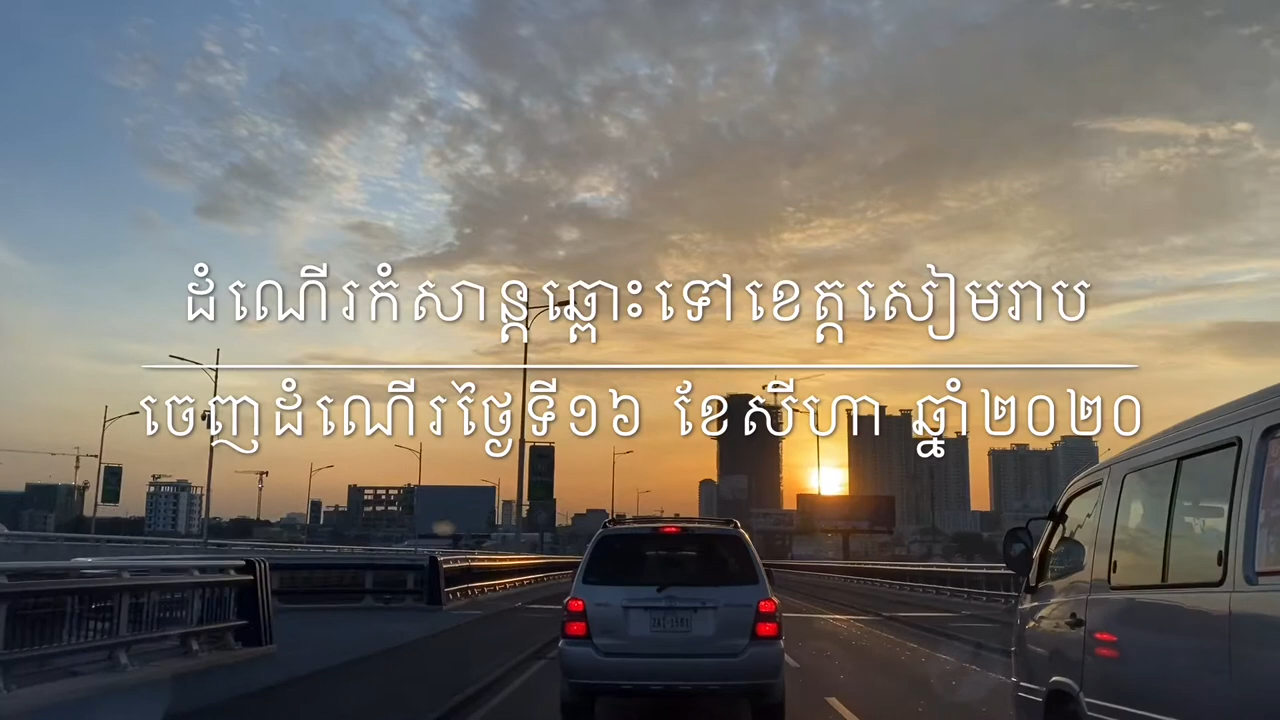 ដំណើរកំសាន្តឆ្ពោះទៅខេត្តសៀមរាប
ចេញដំណើរថ្ងៃទី១៦ ខែសីហា ឆ្នាំ២០២០